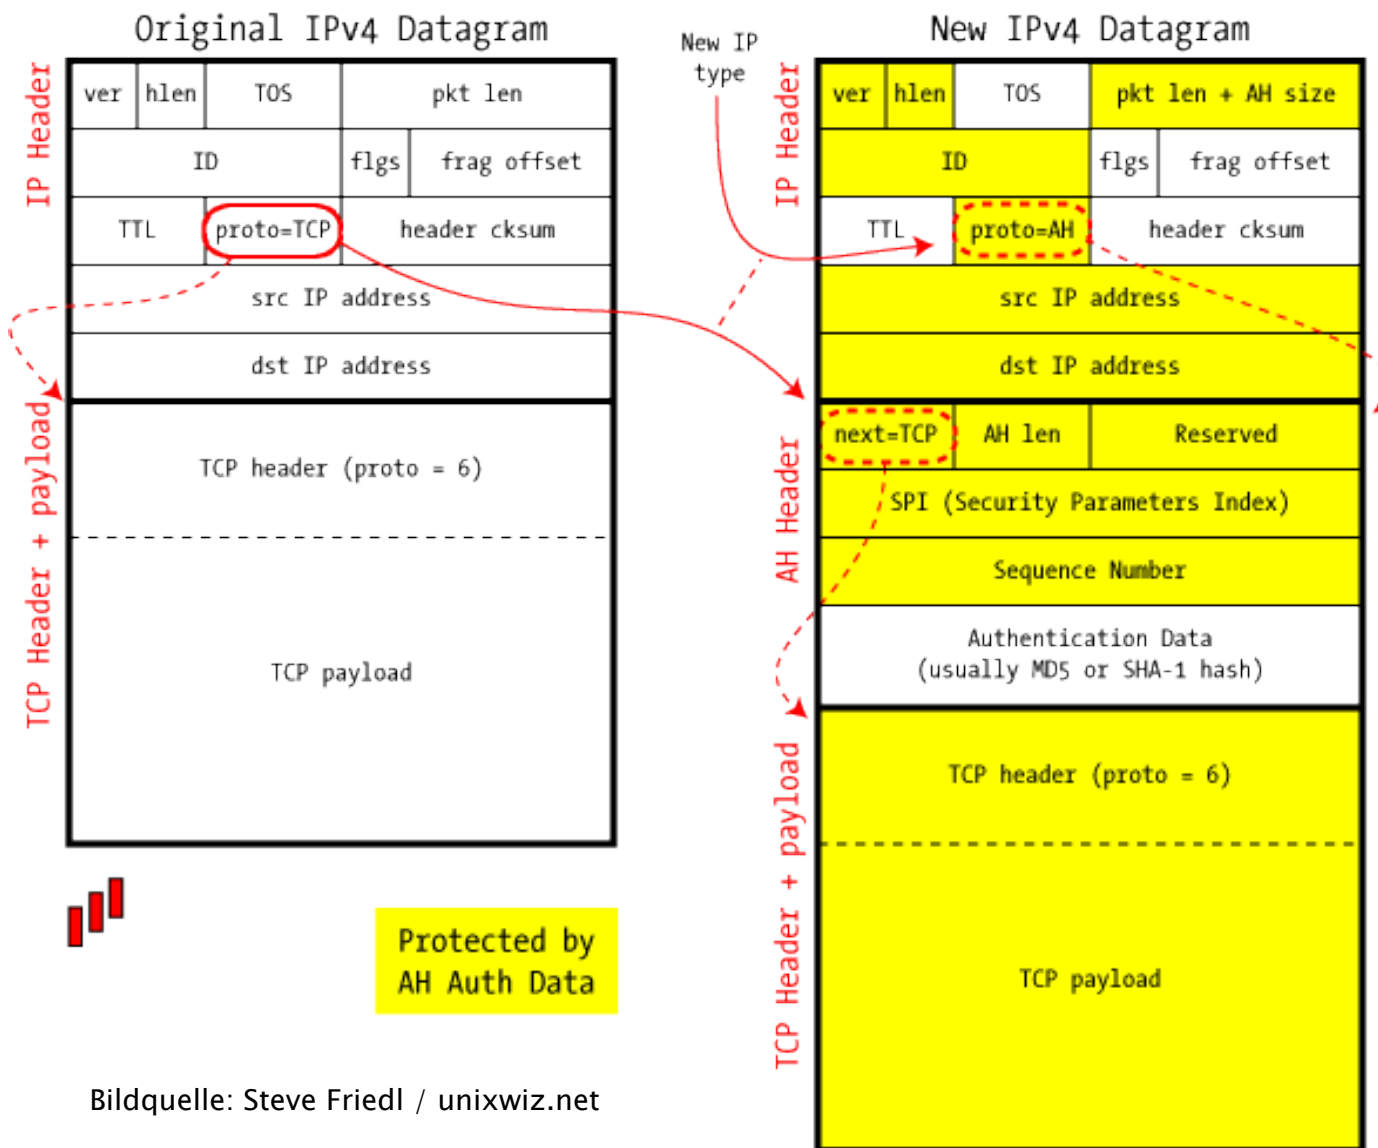 Original IPv4 Datagram
IP Header
ver hlen TOS pkt len
ID flgs frag offset
TTL proto=TCP header cksum
src IP address
dst IP address
TCP Header + payload
TCP header (proto = 6)
TCP payload
New IP
type
New IPv4 Datagram
IP Header
ver hlen TOS pkt len + AH size
ID flgs frag offset
TTL proto=AH header cksum
src IP address
dst IP address
AH Header
next=TCP AH len Reserved
SPI (Security Parameters Index)
Sequence Number
Authentication Data
(usually MD5 or SHA-1 hash)
TCP Header + payload
TCP header (proto = 6)
TCP payload
Protected by
AH Auth Data
Bildquelle: Steve Friedl / unixwiz.net